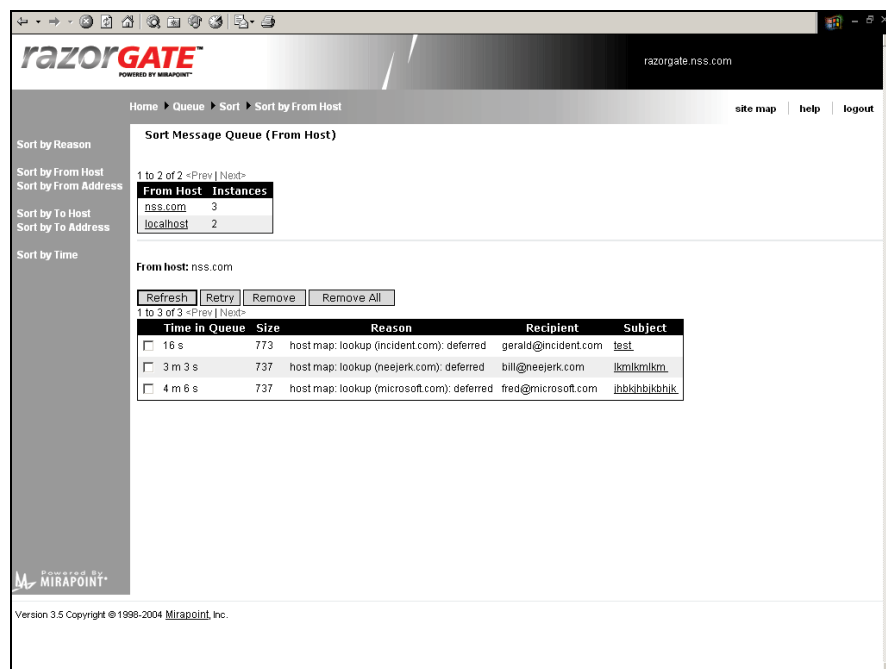 razorGATE™
POWERED BY MIRAPOINT™
razorgate.nss.com
Home Queue Sort Sort by From Host
site map help logout
Sort by Reason
Sort by From Host
Sort by From Address
Sort by To Host
Sort by To Address
Sort by Time
Sort Message Queue (From Host)
1 to 2 of 2 <Prev | Next>
From Host Instances
nss.com 3
localhost 2
From host: nss.com
Refresh Retry Remove Remove All
1 to 3 of 3 <Prev | Next>
Time in Queue Size Reason Recipient Subject
16 s 773 host map: lookup (incident.com): deferred gerald@incident.com test
3 m 3 s 737 host map: lookup (neejerk.com): deferred bill@neejerk.com lkmlkmlkm
4 m 6 s 737 host map: lookup (microsoft.com): deferred fred@microsoft.com jhbkjhbjkbhjk
Powered By
MIRAPOINT
Version 3.5 Copyright © 1998-2004 Mirapoint, Inc.